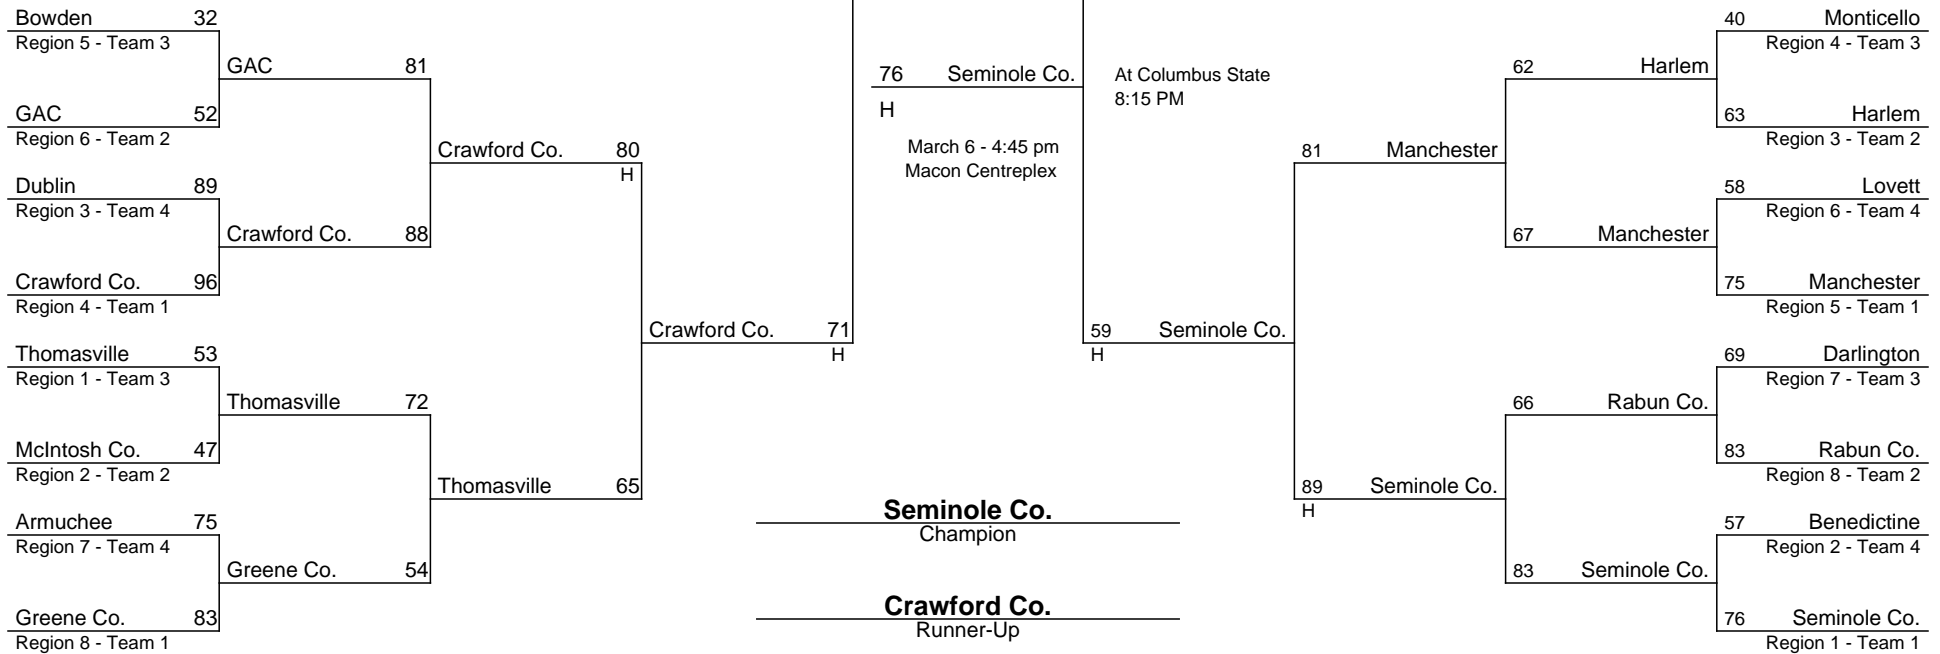 Bowden 32
Region 5 - Team 3
GAC 81
GAC 52
Region 6 - Team 2
Crawford Co. 80
H
Dublin 89
Region 3 - Team 4
Crawford Co. 88
Crawford Co. 96
Region 4 - Team 1
Crawford Co. 71
H
Thomasville 53
Region 1 - Team 3
Thomasville 72
McIntosh Co. 47
Region 2 - Team 2
Thomasville 65
Armuchee 75
Region 7 - Team 4
Greene Co. 54
Greene Co. 83
Region 8 - Team 1
76 Seminole Co.
H
March 6 - 4:45 pm
Macon Centreplex
At Columbus State
8:15 PM
Seminole Co.
Champion
Crawford Co.
Runner-Up
59 Seminole Co.
H
81 Manchester
89 Seminole Co.
H
62 Harlem
67 Manchester
66 Rabun Co.
83 Seminole Co.
40 Monticello
Region 4 - Team 3
63 Harlem
Region 3 - Team 2
58 Lovett
Region 6 - Team 4
75 Manchester
Region 5 - Team 1
69 Darlington
Region 7 - Team 3
83 Rabun Co.
Region 8 - Team 2
57 Benedictine
Region 2 - Team 4
76 Seminole Co.
Region 1 - Team 1